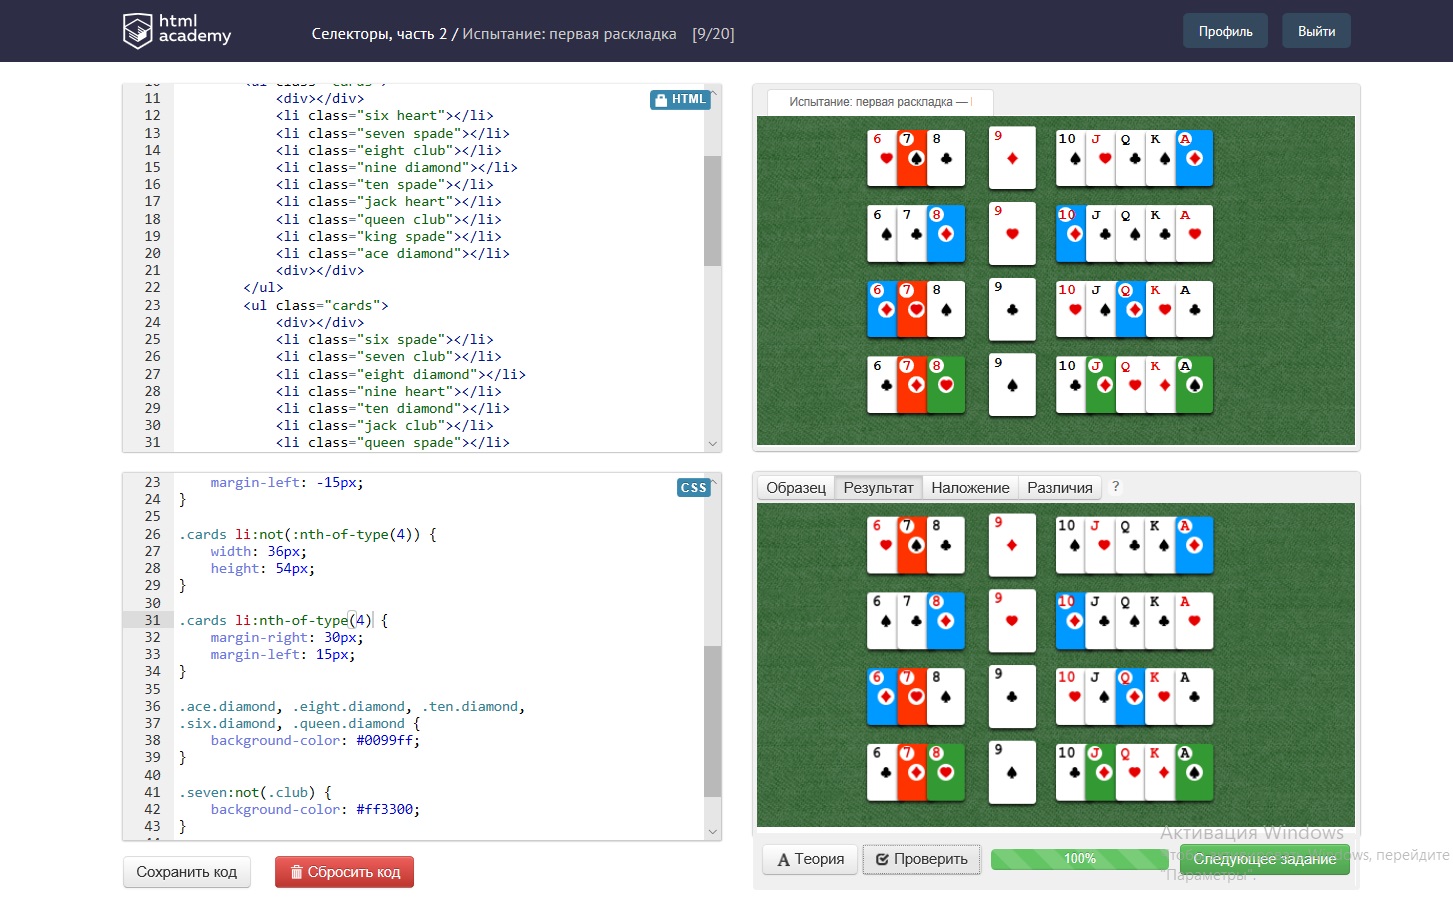 html
academy
Селекторы, часть 2 / Испытание: первая раскладка [9/20]
Профиль
Выйти
11 <div></div>
HTML
12 <li class="six heart"></li>
13 <li class="seven spade"></li>
14 <li class="eight club"></li>
15 <li class="nine diamond"></li>
16 <li class="ten spade"></li>
17 <li class="jack heart"></li>
18 <li class="queen club"></li>
19 <li class="king spade"></li>
20 <li class="ace diamond"></li>
21 <div></div>
22 </ul>
23 <ul class="cards">
24 <div></div>
25 <li class="six spade"></li>
26 <li class="seven club"></li>
27 <li class="eight diamond"></li>
28 <li class="nine heart"></li>
29 <li class="ten diamond"></li>
30 <li class="jack club"></li>
31 <li class="queen spade"></li>
Испытание: первая раскладка —
6 7 8 9 10 J Q K A
6 7 8 9 10 J Q K A
6 7 8 9 10 J Q K A
6 7 8 9 10 J Q K A
23 margin-left: -15px;
CSS
24 }
25
26 .cards li:not(:nth-of-type(4)) {
27 width: 36px;
28 height: 54px;
29 }
30
31 .cards li:nth-of-type(4) {
32 margin-right: 30px;
33 margin-left: 15px;
34 }
35
36 .ace.diamond, .eight.diamond, .ten.diamond,
37 .six.diamond, .queen.diamond {
38 background-color: #0099ff;
39 }
40
41 .seven:not(.club) {
42 background-color: #ff3300;
43 }
Образец Результат Наложение Различия ?
6 7 8 9 10 J Q K A
6 7 8 9 10 J Q K A
6 7 8 9 10 J Q K A
6 7 8 9 10 J Q K A
Сохранить код
Сбросить код
Теория
Проверить
100%
Следующее задание
Активация Windows
Windows, перейдите
"Параметры".